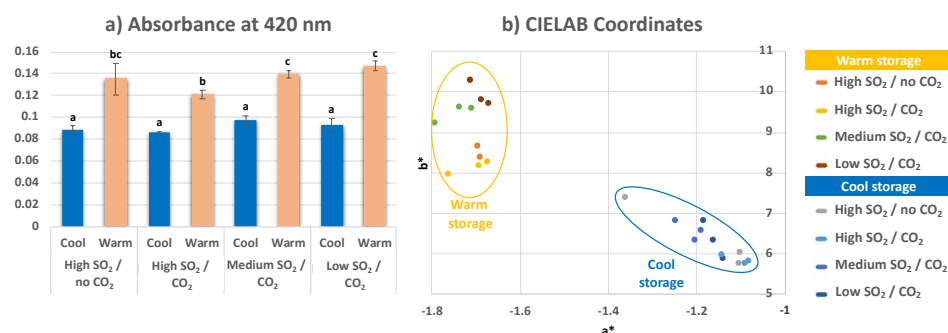 a) Absorbance at 420 nm
0.16
0.14
0.12
0.1
0.08
0.06
0.04
0.02
0
a
bc
a
b
a
c
a
c
Cool Warm Cool Warm Cool Warm Cool Warm
High SO₂ / no CO₂
High SO₂ / CO₂
Medium SO₂ / CO₂
Low SO₂ / CO₂
b) CIELAB Coordinates
11
10
9
8
7
6
5
b*
-1.8 -1.6 -1.4 -1.2 -1
a*
Warm
storage
Cool
storage
Warm storage
High SO₂ / no CO₂
High SO₂ / CO₂
Medium SO₂ / CO₂
Low SO₂ / CO₂
Cool storage
High SO₂ / no CO₂
High SO₂ / CO₂
Medium SO₂ / CO₂
Low SO₂ / CO₂